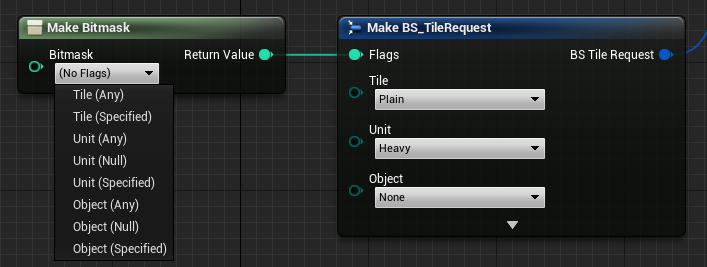 Make Bitmask
Bitmask
Return Value
(No Flags)
Tile (Any)
Tile (Specified)
Unit (Any)
Unit (Null)
Unit (Specified)
Object (Any)
Object (Null)
Object (Specified)
Make BS_TileRequest
Flags
BS Tile Request
Tile
Plain
Unit
Heavy
Object
None